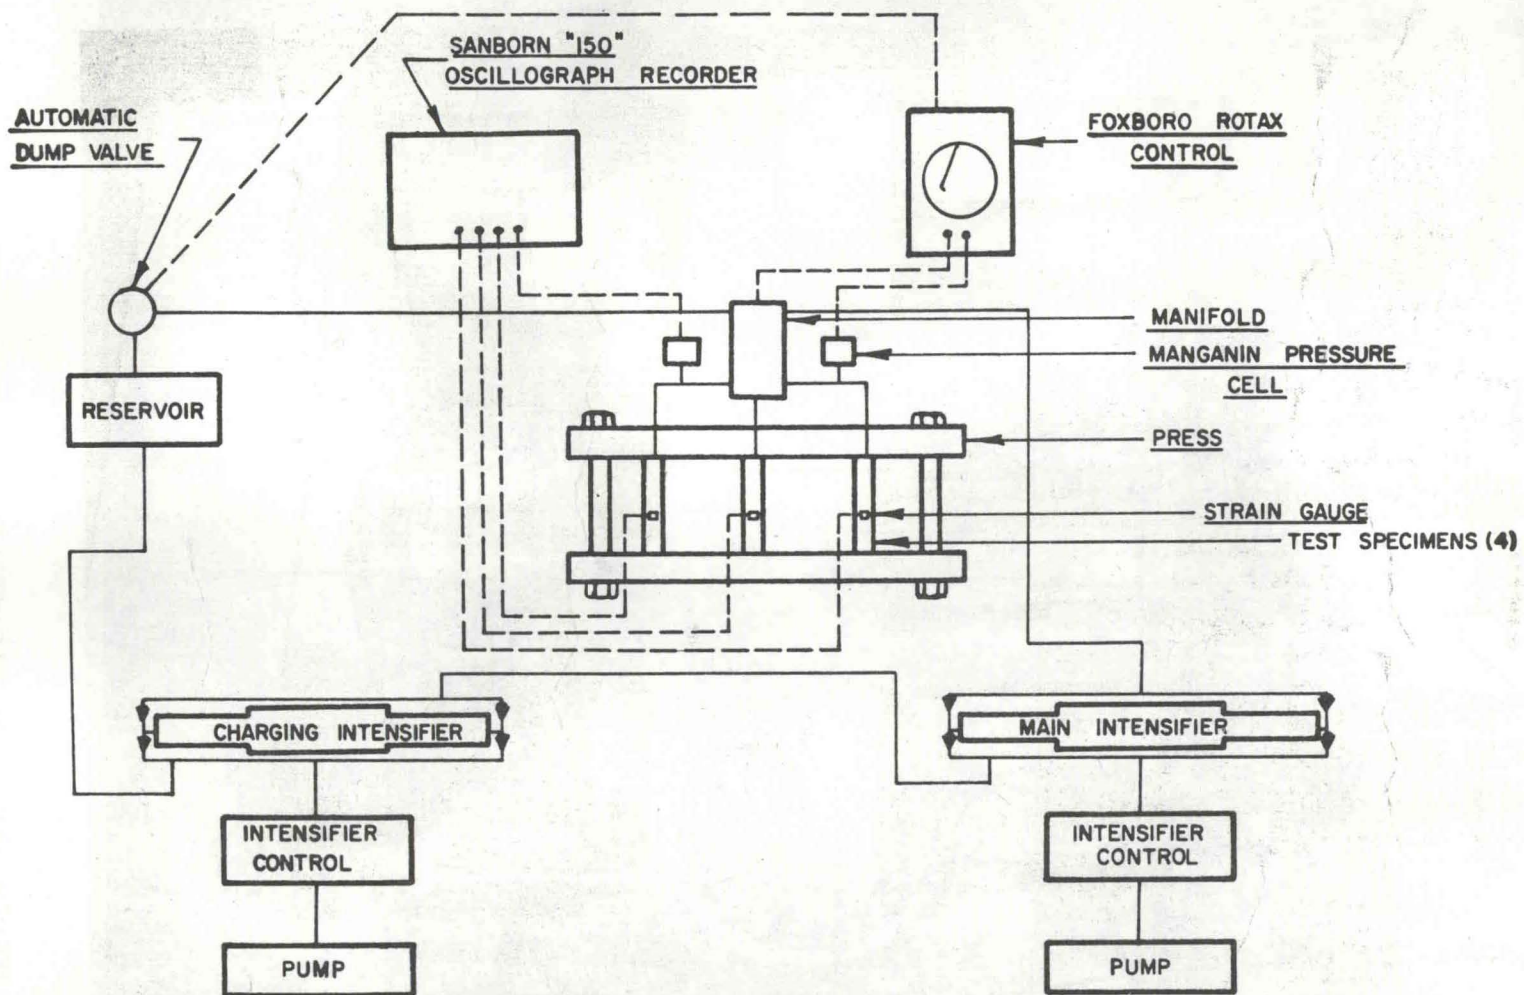 SANBORN "150"
OSCILLOGRAPH RECORDER
AUTOMATIC
DUMP VALVE
FOXBORO ROTAX
CONTROL
MANIFOLD
MANGANIN PRESSURE
CELL
RESERVOIR
PRESS
STRAIN GAUGE
TEST SPECIMENS (4)
CHARGING INTENSIFIER
MAIN INTENSIFIER
INTENSIFIER
CONTROL
INTENSIFIER
CONTROL
PUMP
PUMP